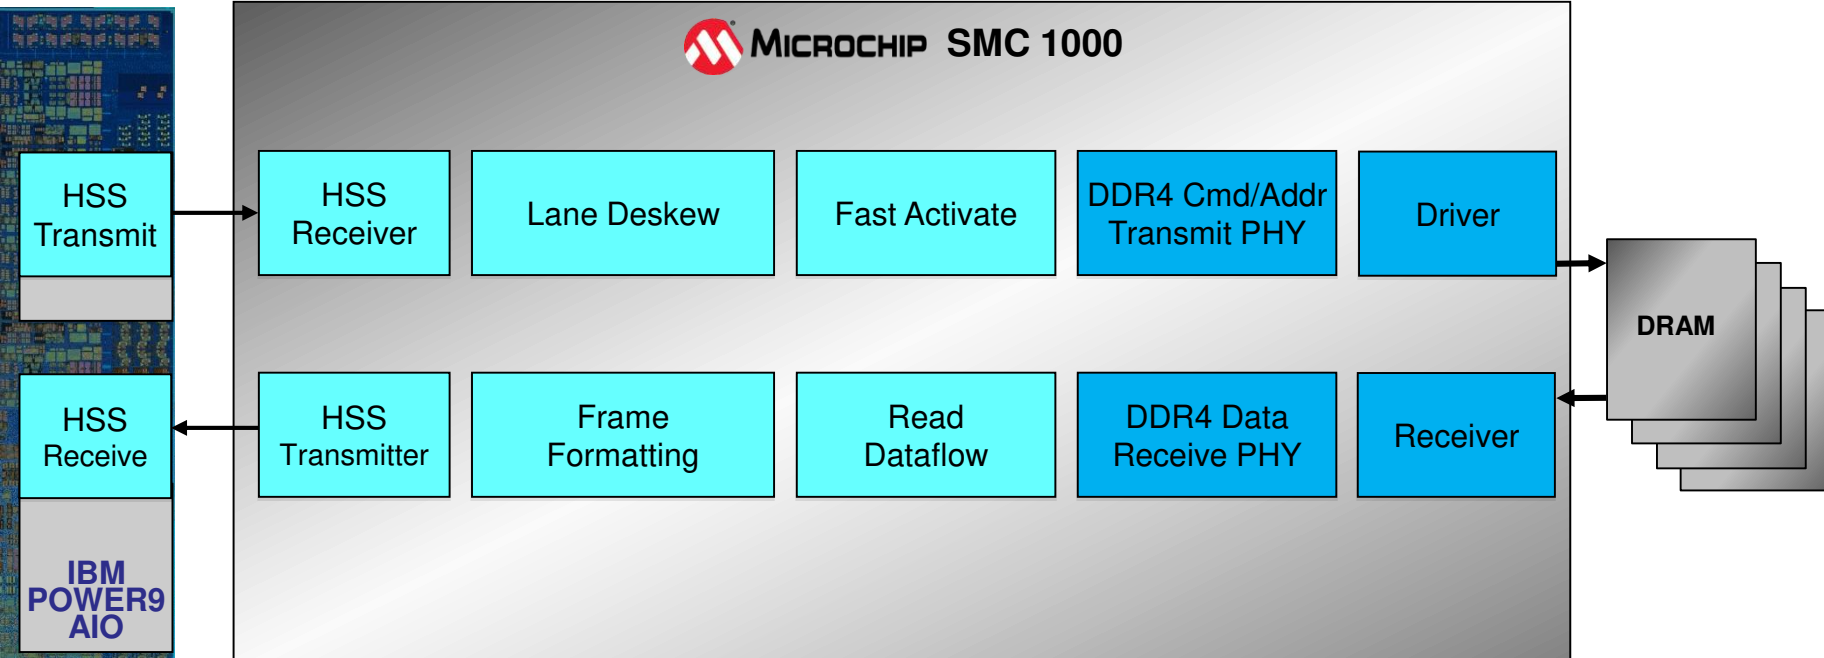 MICROCHIP SMC 1000
HSS
Transmit
HSS
Receiver
Lane Deskew
Fast Activate
DDR4 Cmd/Addr
Transmit PHY
Driver
DRAM
HSS
Receive
HSS
Transmitter
Frame
Formatting
Read
Dataflow
DDR4 Data
Receive PHY
Receiver
IBM
POWER9
AIO